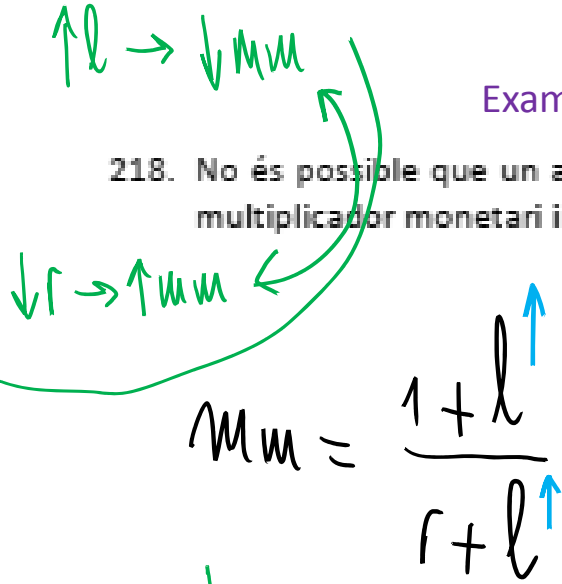 ↑l → ↓mm
Exam
218. No és possible que un a
multiplicador monetari i
↓r → ↑mm
mm = (1 + l↑) / (r + l↑)